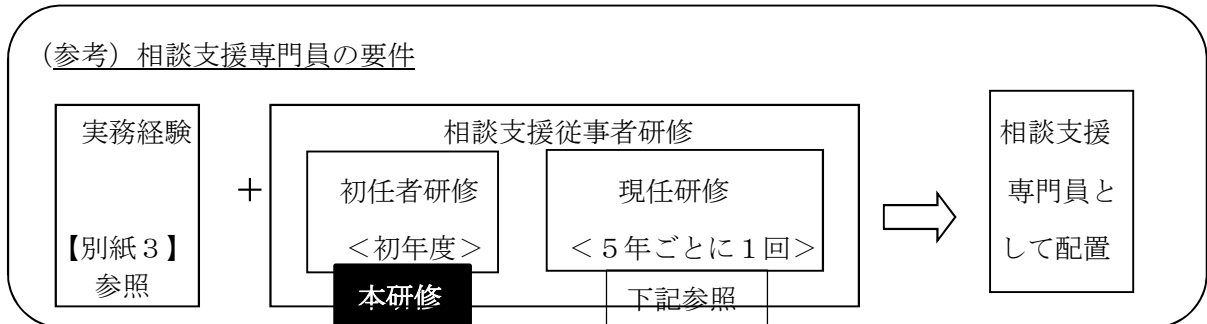 (参考）相談支援専門員の要件
実務経験
【別紙３】
参照
＋
相談支援従事者研修
初任者研修
＜初年度＞
本研修
現任研修
＜５年ごとに１回＞
下記参照
相談支援
専門員と
して配置